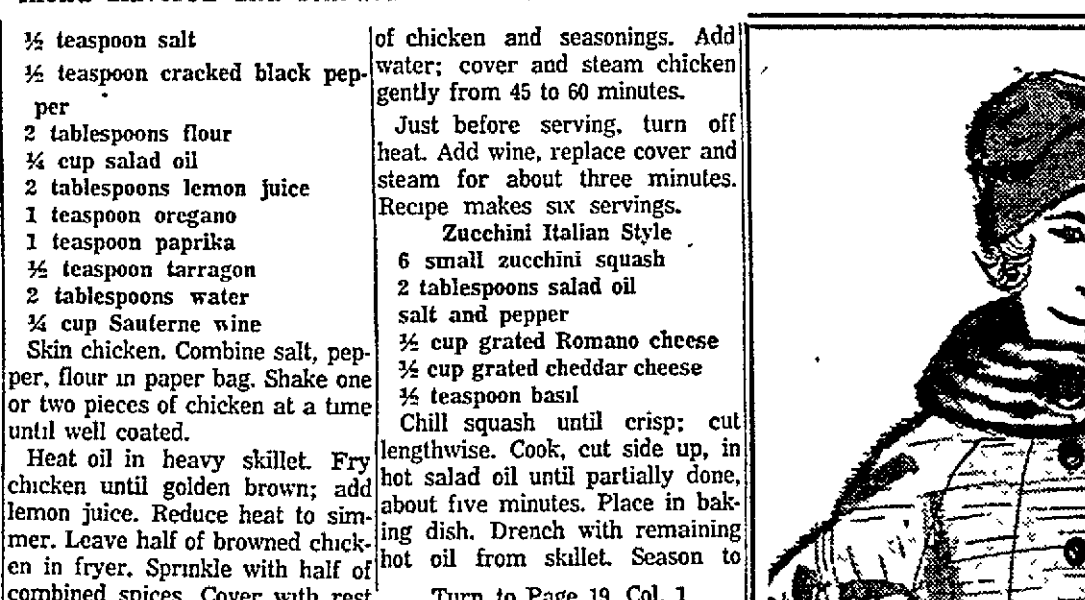 ½ teaspoon salt
½ teaspoon cracked black pep-
per
2 tablespoons flour
¼ cup salad oil
2 tablespoons lemon juice
1 teaspoon oregano
1 teaspoon paprika
½ teaspoon tarragon
2 tablespoons water
¾ cup Sauterne wine
Skin chicken. Combine salt, pep-
per, flour in paper bag. Shake one
or two pieces of chicken at a time
until well coated.
Heat oil in heavy skillet. Fry
chicken until golden brown; add
lemon juice. Reduce heat to sim-
mer. Leave half of browned chick-
en in fryer. Sprinkle with half of
combined spices. Cover with rest
of chicken and seasonings. Add
water; cover and steam chicken
gently from 45 to 60 minutes.
Just before serving, turn off
heat. Add wine, replace cover and
steam for about three minutes.
Recipe makes six servings.
Zucchini Italian Style
6 small zucchini squash
2 tablespoons salad oil
salt and pepper
½ cup grated Romano cheese
½ cup grated cheddar cheese
½ teaspoon basil
Chill squash until crisp; cut
lengthwise. Cook, cut side up, in
hot salad oil until partially done,
about five minutes. Place in bak-
ing dish. Drench with remaining
hot oil from skillet. Season to
Turn to Page 19, Col. 1